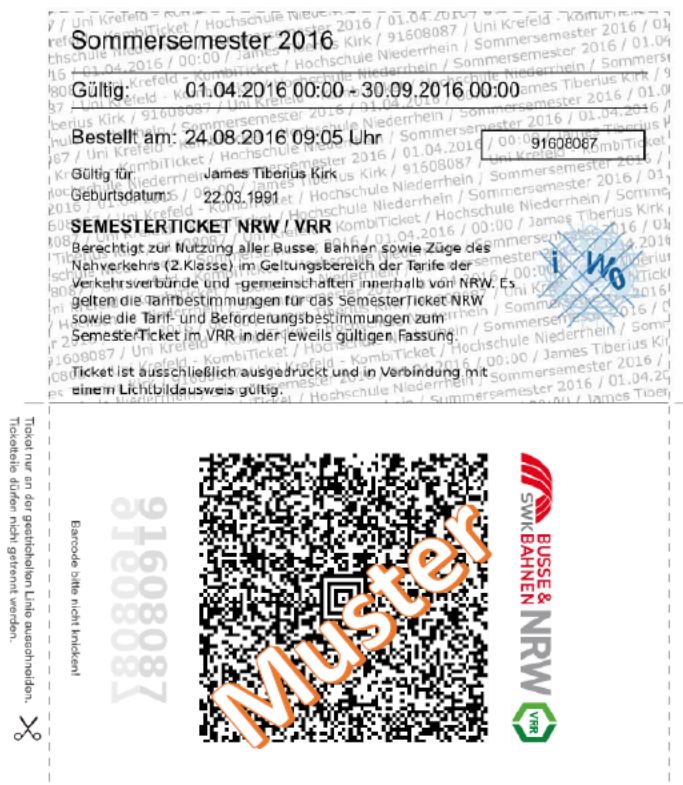 Sommersemester 2016
Gültig: 01.04.2016 00:00 - 30.09.2016 00:00
Bestellt am: 24.08.2016 09:05 Uhr
91608087
Gültig für James Tiberius Kirk
Geburtsdatum: 22.03.1991
SEMESTERTICKET NRW / VRR
Berechtigt zur Nutzung aller Busse, Bahnen sowie Züge des
Nahverkehrs (2.Klasse) im Geltungsbereich der Tarife der
Verkehrsverbünde und -gemeinschaften innerhalb von NRW. Es
gelten die Tarifbestimmungen für das SemesterTicket NRW
sowie die Tarif- und Beförderungsbestimmungen zum
SemesterTicket im VRR in der jeweils gültigen Fassung.
Ticket ist ausschließlich ausgedruckt und in Verbindung mit
einem Lichtbildausweis gültig.
Ticket nur an der gestrichelten Linie ausschneiden.
Ticketteile dürfen nicht getrennt werden.
Barcode bitte nicht knicken!
91608087
91608087
Muster
BUSSE &
SWK BAHNEN
NRW
VRR